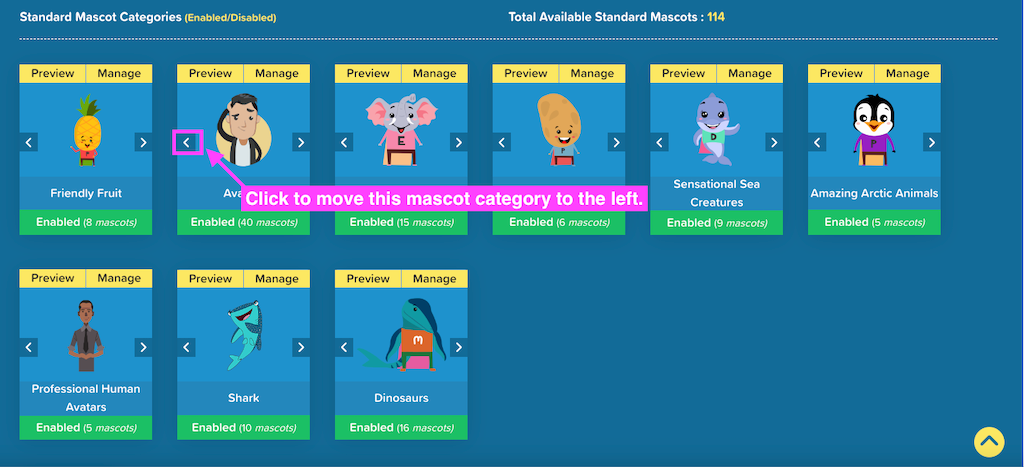 Standard Mascot Categories (Enabled/Disabled) Total Available Standard Mascots : 114
Preview Manage Preview Manage Preview Manage Preview Manage Preview Manage Preview Manage
P E P D P
Friendly Fruit Ava Sensational Sea Creatures Amazing Arctic Animals
Click to move this mascot category to the left.
Enabled (8 mascots) Enabled (40 mascots) Enabled (15 mascots) Enabled (6 mascots) Enabled (9 mascots) Enabled (5 mascots)
Preview Manage Preview Manage Preview Manage
m
Professional Human Avatars Shark Dinosaurs
Enabled (5 mascots) Enabled (10 mascots) Enabled (16 mascots)